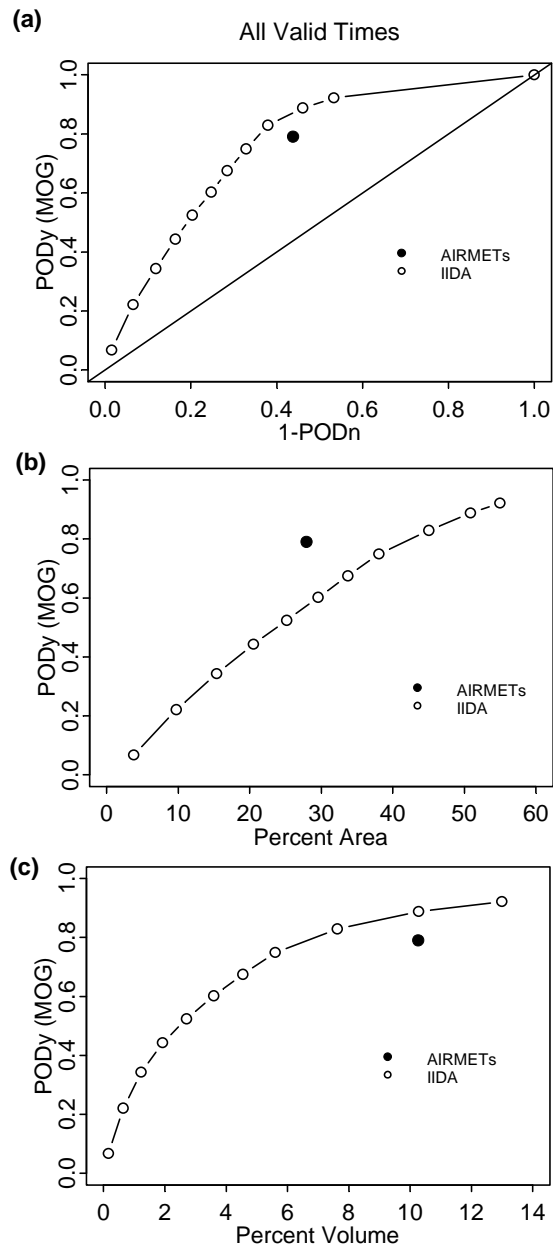 (a)
All Valid Times
PODy (MOG)
0.0 0.2 0.4 0.6 0.8 1.0
AIRMETs
IIDA
0.0 0.2 0.4 0.6 0.8 1.0
1-PODn
(b)
PODy (MOG)
0.0 0.2 0.4 0.6 0.8 1.0
AIRMETs
IIDA
0 10 20 30 40 50 60
Percent Area
(c)
PODy (MOG)
0.0 0.2 0.4 0.6 0.8 1.0
AIRMETs
IIDA
0 2 4 6 8 10 12 14
Percent Volume